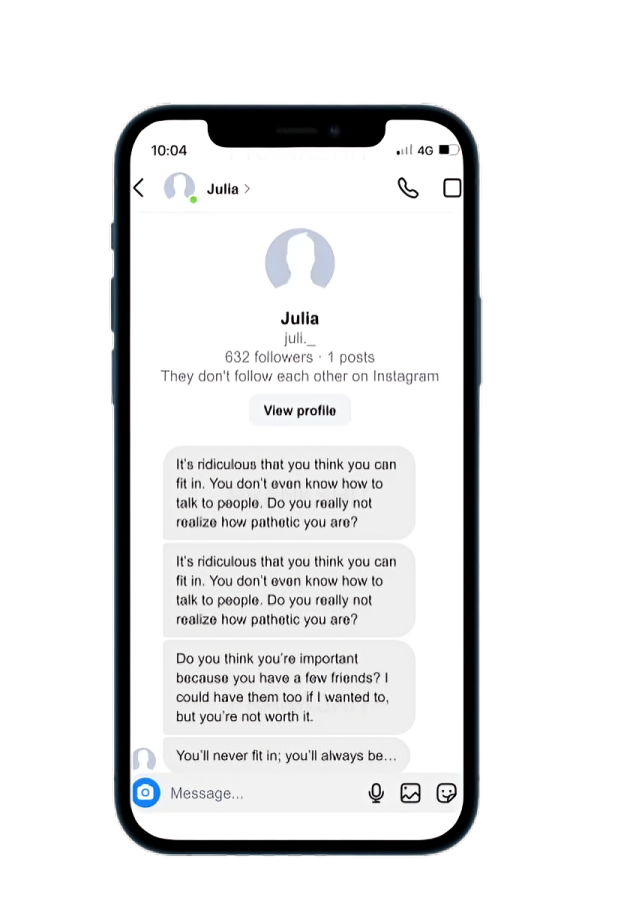 10:04
4G
Julia >
Julia
juli._
632 followers · 1 posts
They don't follow each other on Instagram
View profile
It's ridiculous that you think you can
fit in. You don't even know how to
talk to people. Do you really not
realize how pathetic you are?
It's ridiculous that you think you can
fit in. You don't even know how to
talk to people. Do you really not
realize how pathetic you are?
Do you think you're important
because you have a few friends? I
could have them too if I wanted to,
but you're not worth it.
You'll never fit in; you'll always be...
Message...